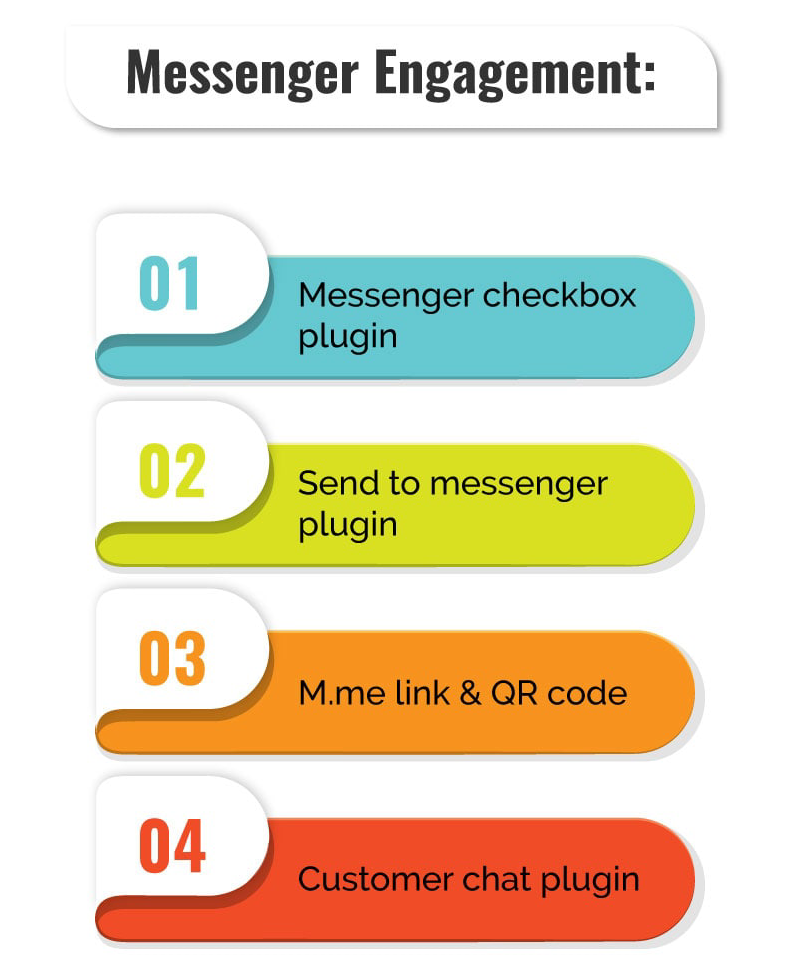 Messenger Engagement:
01
Messenger checkbox
plugin
02
Send to messenger
plugin
03
M.me link & QR code
04
Customer chat plugin